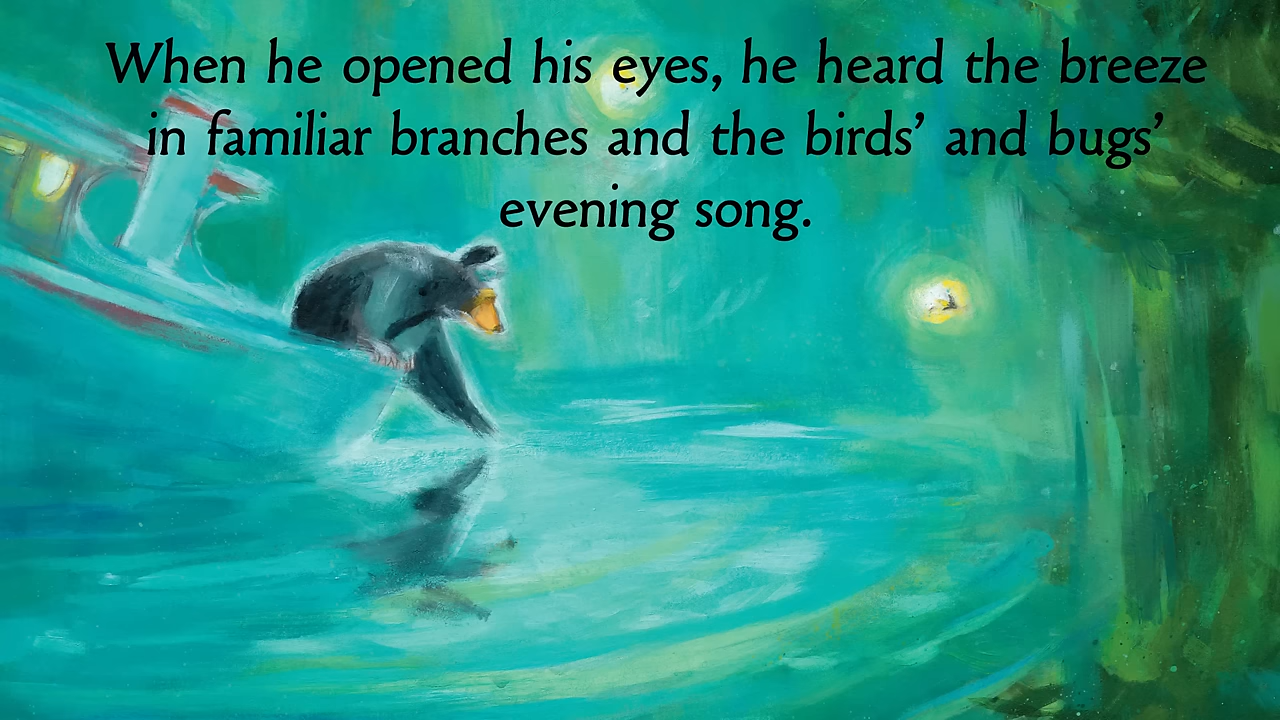 When he opened his eyes, he heard the breeze
in familiar branches and the birds’ and bugs’
evening song.